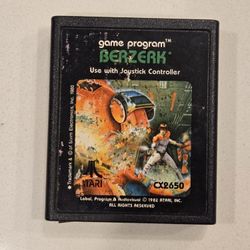 game program™
BERZERK
Use with Joystick Controller
ATARI
CX2650
Label, Program & Audiovisual © 1982 ATARI, INC.
ALL RIGHTS RESERVED